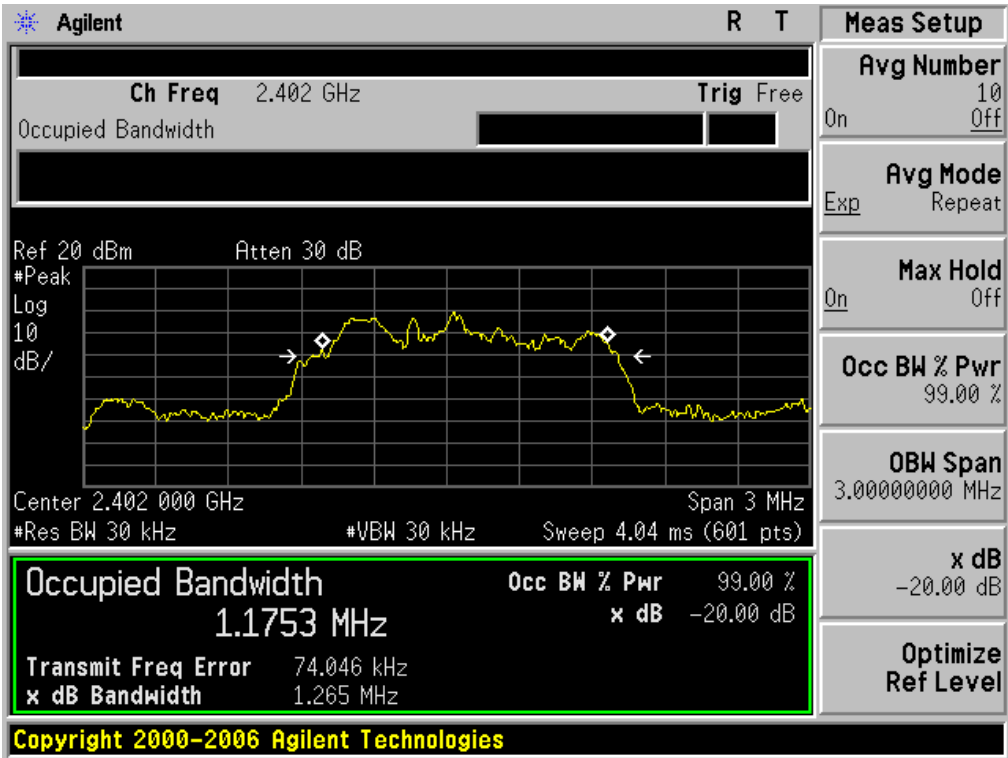 Agilent R T
Ch Freq 2.402 GHz Trig Free
Occupied Bandwidth
Ref 20 dBm Atten 30 dB
#Peak
Log
10
dB/
Center 2.402 000 GHz Span 3 MHz
#Res BW 30 kHz #VBW 30 kHz Sweep 4.04 ms (601 pts)
Occupied Bandwidth Occ BW % Pwr 99.00 %
1.1753 MHz x dB -20.00 dB
Transmit Freq Error 74.046 kHz
x dB Bandwidth 1.265 MHz
Copyright 2000-2006 Agilent Technologies
Meas Setup
Avg Number
10
On Off
Avg Mode
Exp Repeat
Max Hold
On Off
Occ BW % Pwr
99.00 %
OBW Span
3.00000000 MHz
x dB
-20.00 dB
Optimize
Ref Level